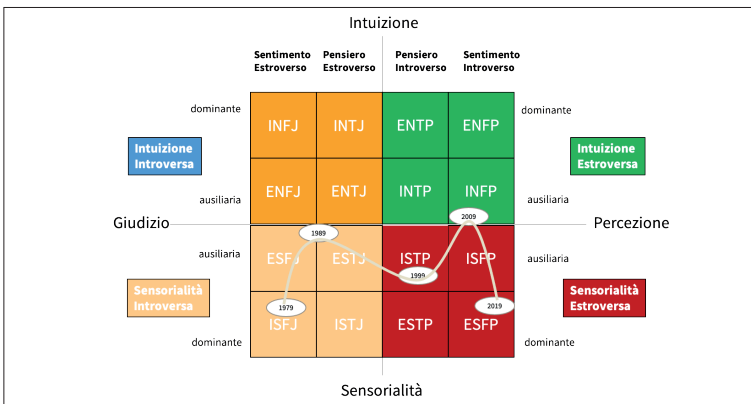 Intuizione
Sentimento
Estroverso
Pensiero
Estroverso
Pensiero
Introverso
Sentimento
Introverso
dominante
dominante
INFJ
INTJ
ENTP
ENFP
Intuizione
Introversa
Intuizione
Estroversa
ausiliaria
ausiliaria
ENFJ
ENTJ
INTP
INFP
2009
Giudizio
Percezione
1989
ausiliaria
ausiliaria
ESFJ
ESTJ
ISTP
ISFP
1999
Sensorialità
Introversa
Sensorialità
Estroversa
1979
2019
ISFJ
ISTJ
ESTP
ESFP
dominante
dominante
Sensorialità